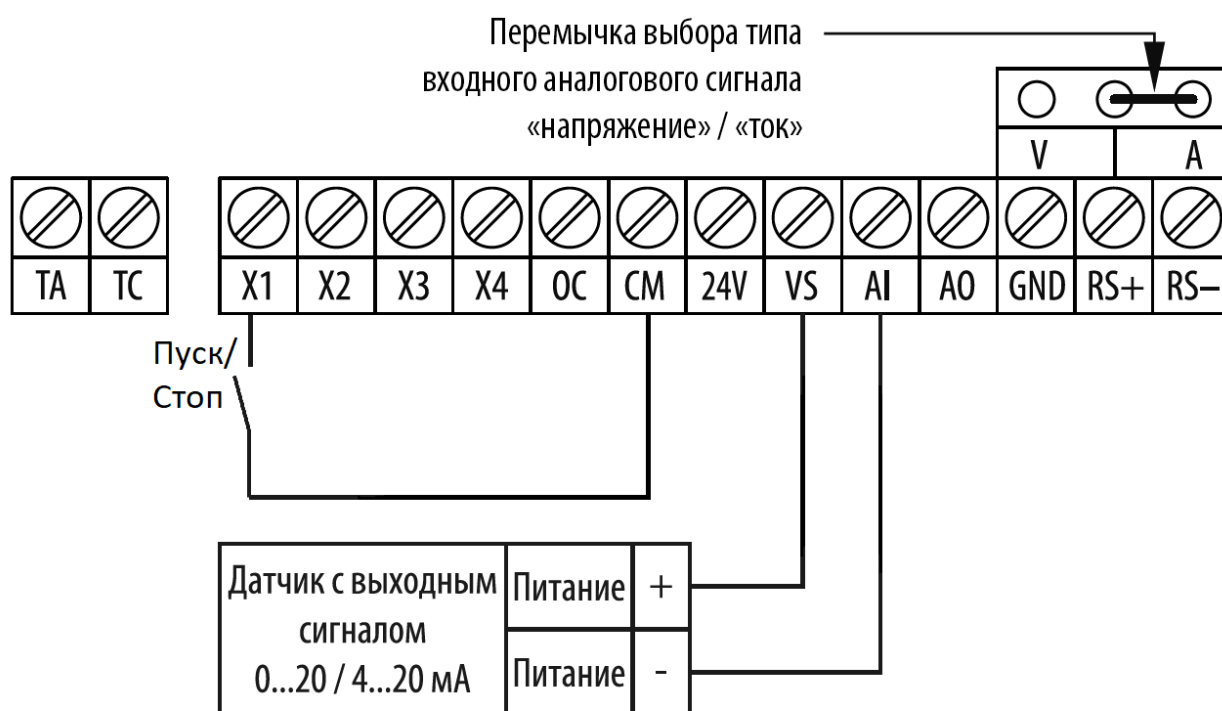 Перемычка выбора типа
входного аналогового сигнала
«напряжение» / «ток»
V A
TA TC X1 X2 X3 X4 OC CM 24V VS AI AO GND RS+ RS−
Пуск/
Стоп
Датчик с выходным
сигналом
0...20 / 4...20 мА
Питание +
Питание -